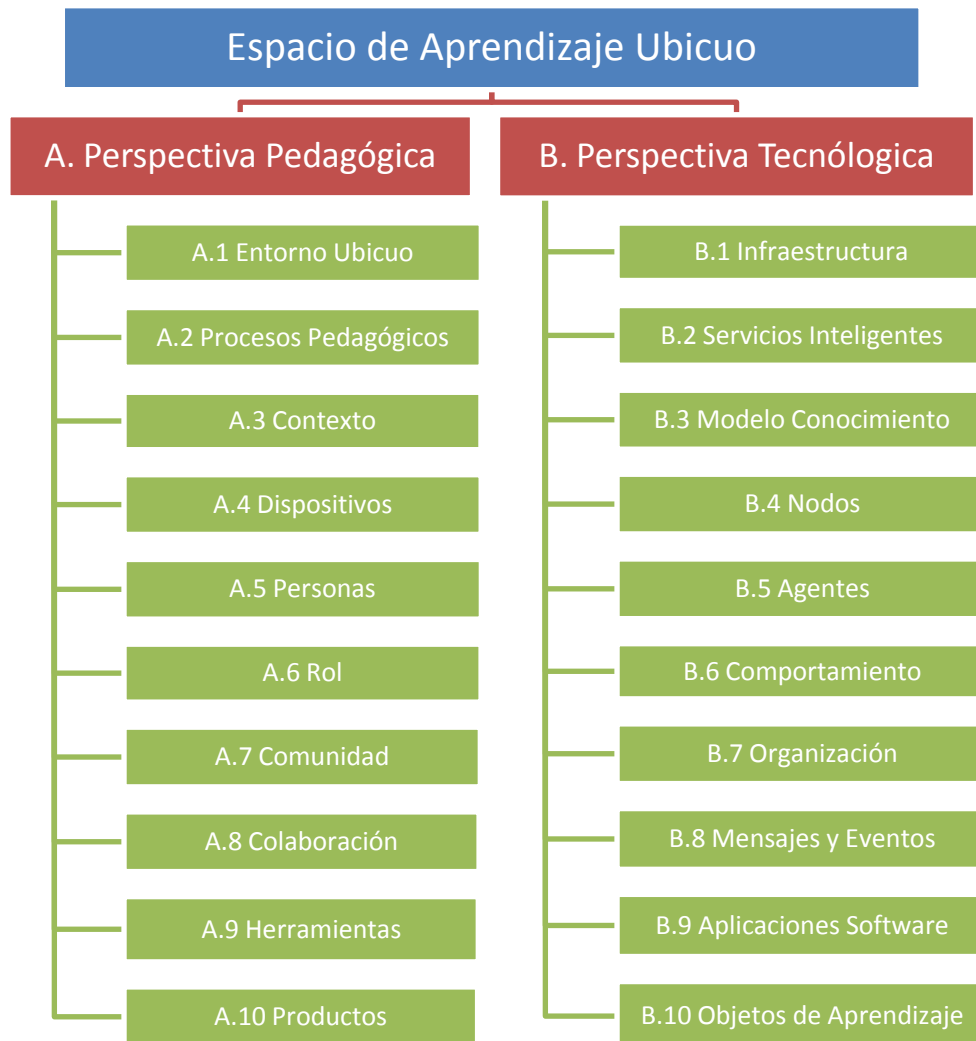 Espacio de Aprendizaje Ubicuo
A. Perspectiva Pedagógica
A.1 Entorno Ubicuo
A.2 Procesos Pedagógicos
A.3 Contexto
A.4 Dispositivos
A.5 Personas
A.6 Rol
A.7 Comunidad
A.8 Colaboración
A.9 Herramientas
A.10 Productos
B. Perspectiva Tecnólogica
B.1 Infraestructura
B.2 Servicios Inteligentes
B.3 Modelo Conocimiento
B.4 Nodos
B.5 Agentes
B.6 Comportamiento
B.7 Organización
B.8 Mensajes y Eventos
B.9 Aplicaciones Software
B.10 Objetos de Aprendizaje